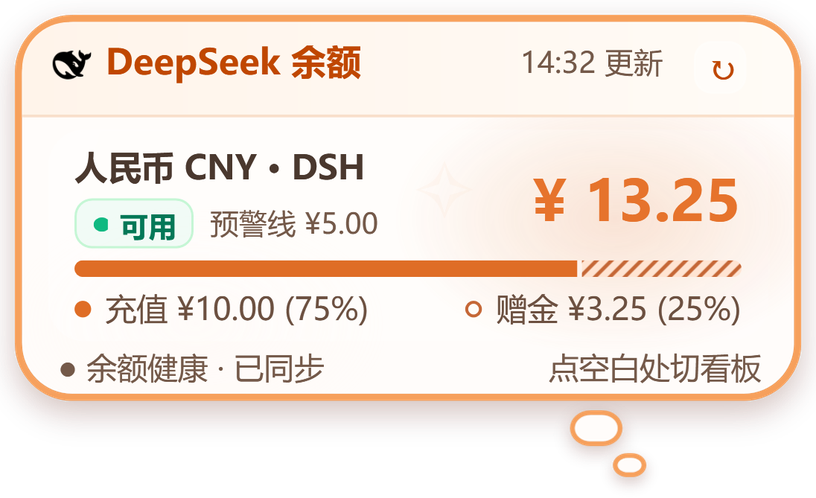 DeepSeek 余额 14:32 更新 ↻
人民币 CNY • DSH
¥ 13.25
可用 预警线 ¥5.00
充值 ¥10.00 (75%) 赠金 ¥3.25 (25%)
余额健康 · 已同步 点空白处切看板